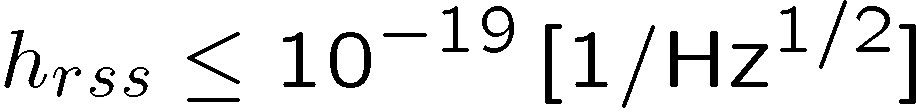 h_{rss} ≤ 10^{-19} [1/Hz^{1/2}]